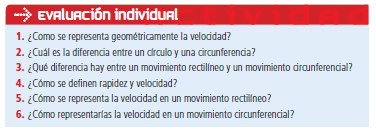 EVALUACIÓN INDIVIDUAL
1. ¿Como se representa geométricamente la velocidad?
2. ¿Cuál es la diferencia entre un círculo y una circunferencia?
3. ¿Qué diferencia hay entre un movimiento rectilíneo y un movimiento circunferencial?
4. ¿Cómo se definen rapidez y velocidad?
5. ¿Cómo se representa la velocidad en un movimiento rectilíneo?
6. ¿Cómo representarías la velocidad en un movimiento circunferencial?